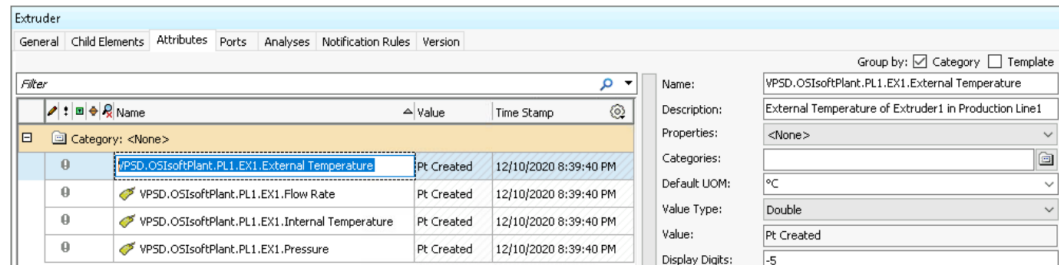 Extruder
General Child Elements Attributes Ports Analyses Notification Rules Version
Group by: Category Template
Filter
Name Value Time Stamp
Category: <None>
VPSD.OSIsoftPlant.PL1.EX1.External Temperature Pt Created 12/10/2020 8:39:40 PM
VPSD.OSIsoftPlant.PL1.EX1.Flow Rate Pt Created 12/10/2020 8:39:40 PM
VPSD.OSIsoftPlant.PL1.EX1.Internal Temperature Pt Created 12/10/2020 8:39:40 PM
VPSD.OSIsoftPlant.PL1.EX1.Pressure Pt Created 12/10/2020 8:39:40 PM
Name: VPSD.OSIsoftPlant.PL1.EX1.External Temperature
Description: External Temperature of Extruder1 in Production Line1
Properties: <None>
Categories:
Default UOM: °C
Value Type: Double
Value: Pt Created
Display Digits: -5